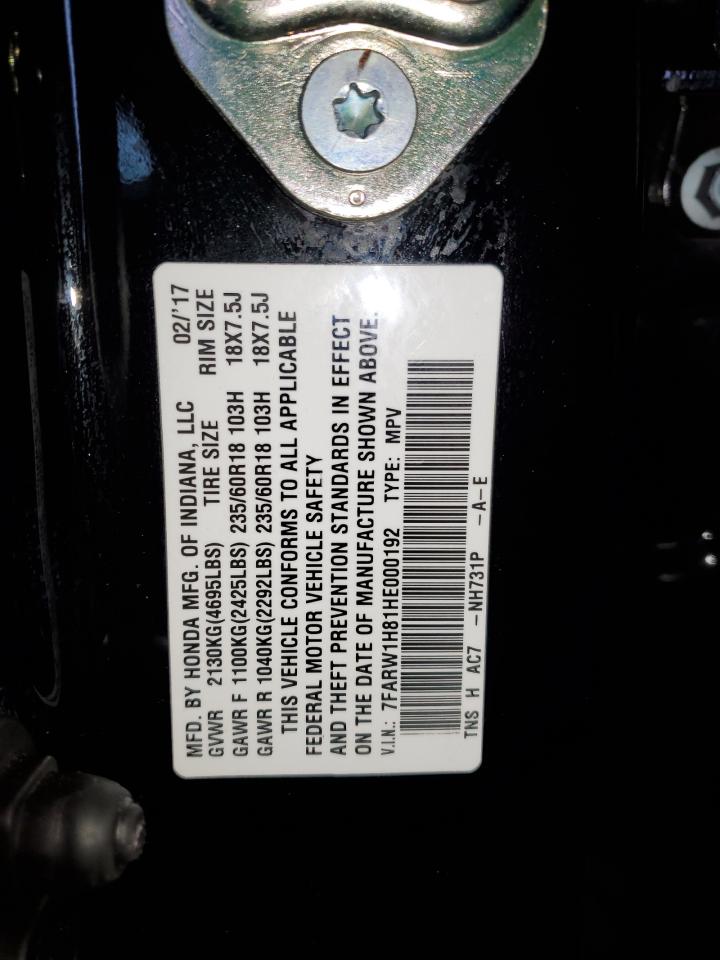 MFD. BY HONDA MFG. OF INDIANA, LLC 02/'17
GVWR 2130KG(4695LBS) TIRE SIZE RIM SIZE
GAWR F 1100KG(2425LBS) 235/60R18 103H 18X7.5J
GAWR R 1040KG(2292LBS) 235/60R18 103H 18X7.5J
THIS VEHICLE CONFORMS TO ALL APPLICABLE
FEDERAL MOTOR VEHICLE SAFETY
AND THEFT PREVENTION STANDARDS IN EFFECT
ON THE DATE OF MANUFACTURE SHOWN ABOVE.
V.I.N.: 7FARW1H81HE000192 TYPE: MPV
TNS H AC7 -NH731P -A-E